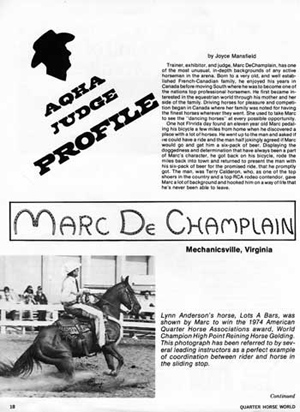 by Joyce Mansfield
AQHA
JUDGE
PROFILE
Trainer, exhibitor, and judge, Marc DeChamplain, has one
of the most unusual, in-depth backgrounds of any active
horseman in the arena. Born to a very old, and well estab-
lished French-Canadian family, he enjoyed his years in
Canada before moving South where he was to become one of
the nations top professional horsemen. He first became in-
terested in the equestrian world through his mother and her
side of the family. Driving horses for pleasure and competi-
tion began in Canada where her family was noted for having
the finest horses wherever they went. She used to take Marc
to see the "dancing horses" at every possible opportunity.
One hot Florida day found an eleven year old Marc pedal-
ing his bicycle a few miles from home when he discovered a
place with a lot of horses. He went up to the man and asked if
he could have a ride and the man half jokingly agreed if Marc
would go and get him a six-pack of beer. Displaying the
doggedness and determination that have always been a part
of Marc's character, he got back on his bicycle, rode the
miles back into town and returned to present the man with
his six-pack of beer for the promised ride, that he promptly
got. The man, was Terry Calderon, who, as one of the top
shoers in the country and a top RCA rodeo contender, gave
Marc a lot of background and hooked him on a way of life that
he's never been able to leave.
MARC DE CHAMPLAIN
Mechanicsville, Virginia
Lynn Anderson's horse, Lots A Bars, was
shown by Marc to win the 1974 American
Quarter Horse Associations award, World
Champion High Point Reining Horse Gelding.
This photograph has been referred to by sev-
eral leading instructors as a perfect example
of coordination between rider and horse in
the sliding stop.
Continued
18
QUARTER HORSE WORLD